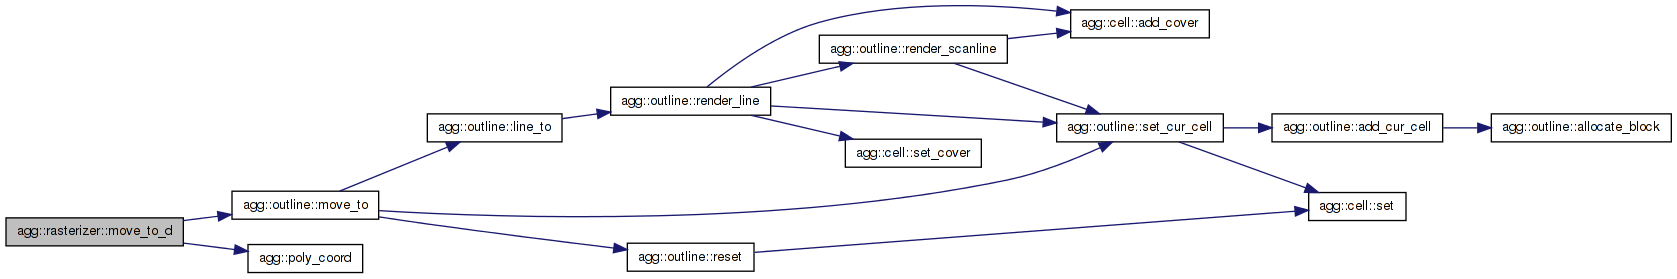 agg::rasterizer::move_to_d
agg::outline::move_to
agg::poly_coord
agg::outline::line_to
agg::outline::reset
agg::outline::render_line
agg::outline::render_scanline
agg::cell::set_cover
agg::cell::add_cover
agg::outline::set_cur_cell
agg::outline::add_cur_cell
agg::cell::set
agg::outline::allocate_block